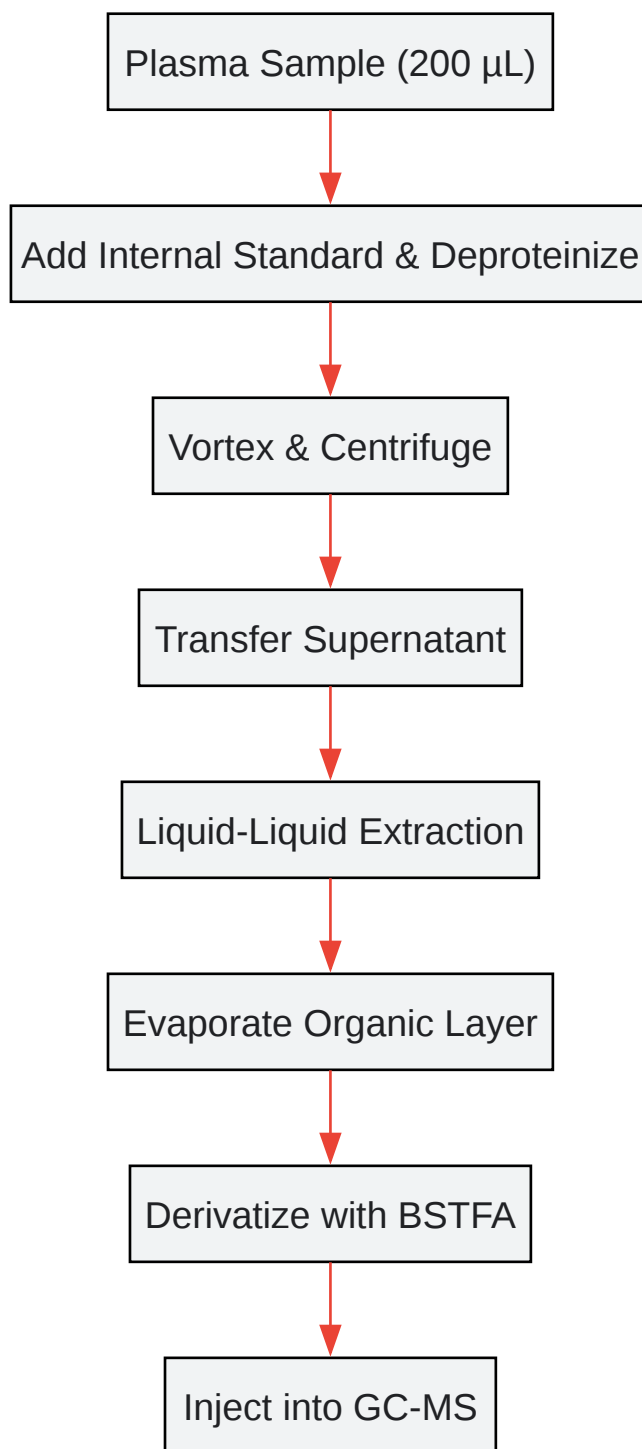 Plasma Sample (200 µL)
Add Internal Standard & Deproteinize
Vortex & Centrifuge
Transfer Supernatant
Liquid-Liquid Extraction
Evaporate Organic Layer
Derivatize with BSTFA
Inject into GC-MS